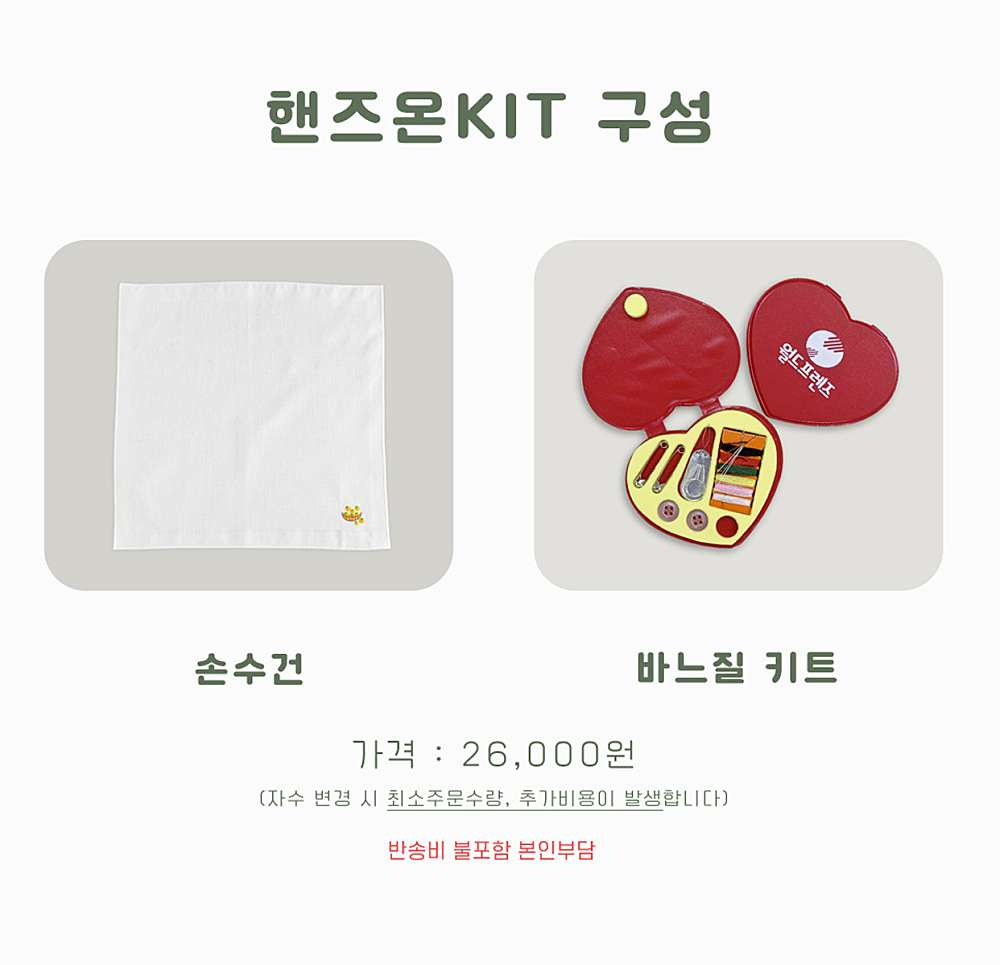 핸즈온KIT 구성
월드프렌즈
손수건
바느질 키트
가격 : 26,000원
(자수 변경 시 최소주문수량, 추가비용이 발생합니다)
반송비 불포함 본인부담